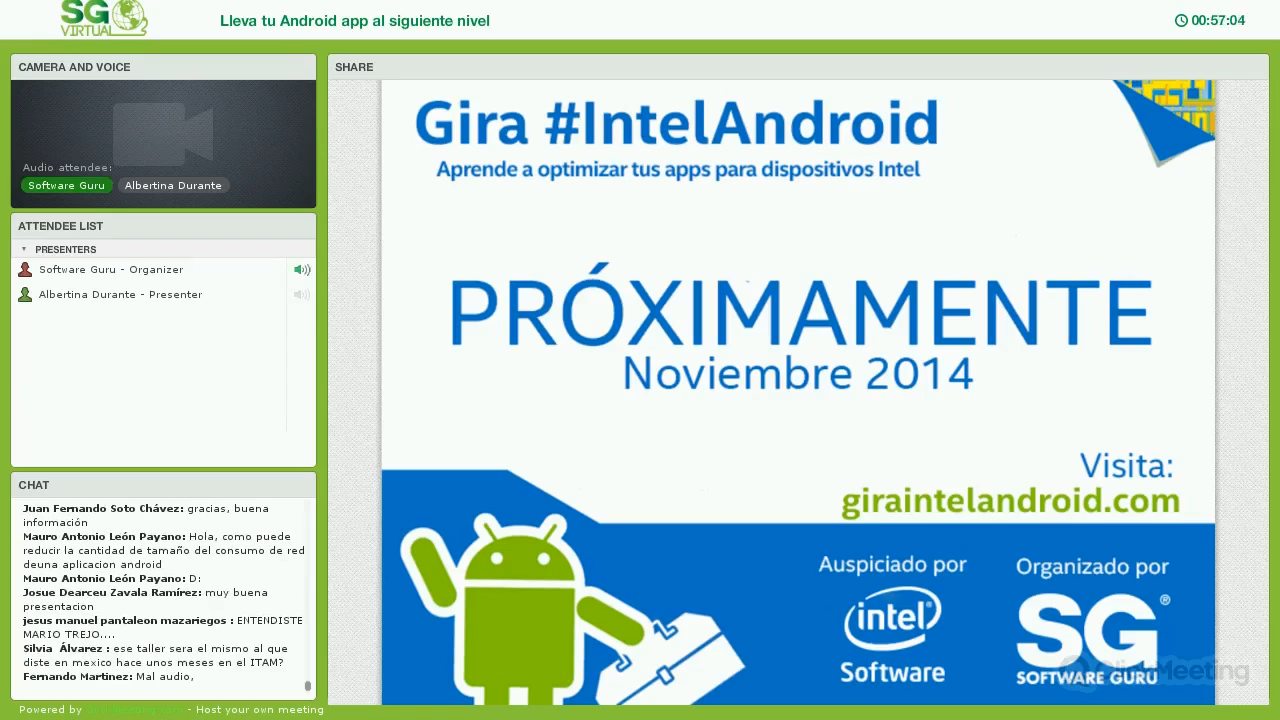 SG
VIRTUAL
Lleva tu Android app al siguiente nivel
00:57:04
CAMERA AND VOICE
Audio attendee:
Software Guru
Albertina Durante
ATTENDEE LIST
PRESENTERS
Software Guru - Organizer
Albertina Durante - Presenter
CHAT
Juan Fernando Soto Chávez: gracias, buena
información
Mauro Antonio León Payano: Hola, como puede
reducir la cantidad de tamaño del consumo de red
deuna aplicacion android
Mauro Antonio León Payano: D:
Josue Dearceu Zavala Ramírez: muy buena
presentacion
jesus manuel pantaleon mazariegos : ENTENDISTE
MARIO TREJO....
Silvia Álvarez : ese taller sera el mismo al que
diste en mexico hace unos meses en el ITAM?
Fernando Martinez: Mal audio,
Powered by - Host your own meeting
SHARE
Gira #IntelAndroid
Aprende a optimizar tus apps para dispositivos Intel
PRÓXIMAMENTE
Noviembre 2014
Visita:
giraintelandroid.com
Auspiciado por
intel®
Software
Organizado por
SG®
SOFTWARE GURU
ClickMeeting